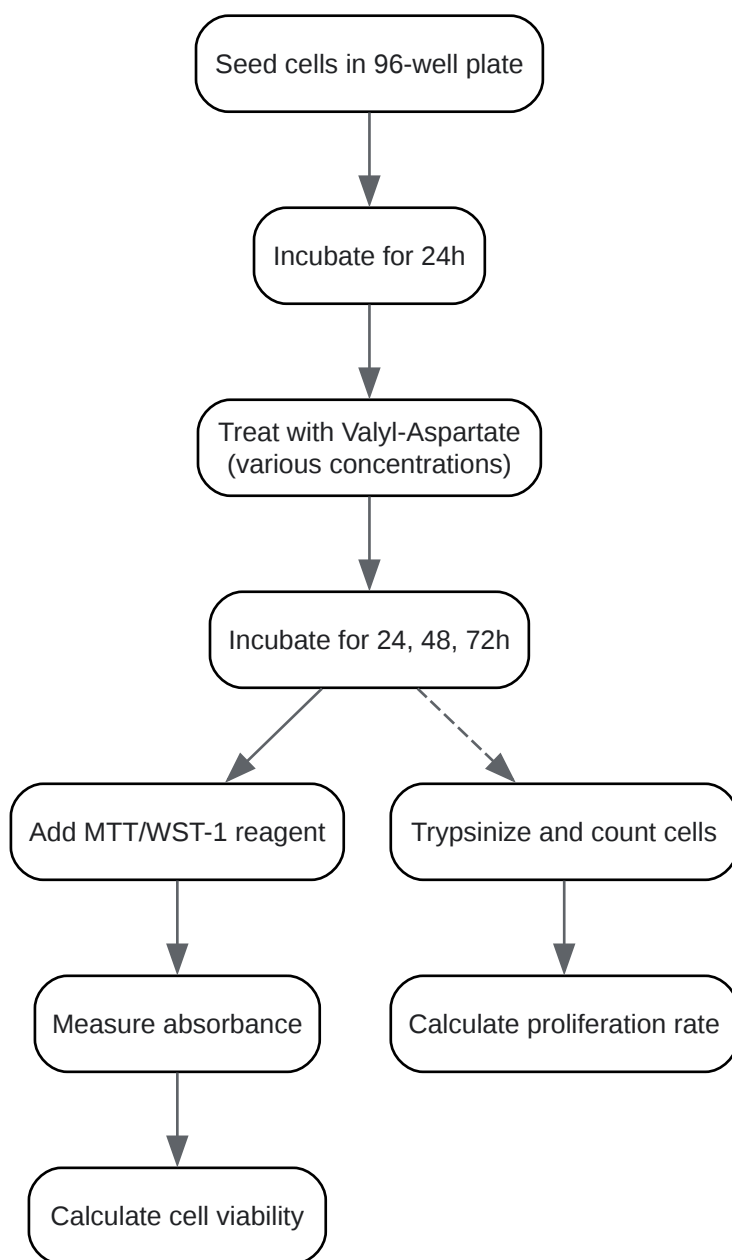 Seed cells in 96-well plate
Incubate for 24h
Treat with Valyl-Aspartate
(various concentrations)
Incubate for 24, 48, 72h
Add MTT/WST-1 reagent
Trypsinize and count cells
Measure absorbance
Calculate proliferation rate
Calculate cell viability